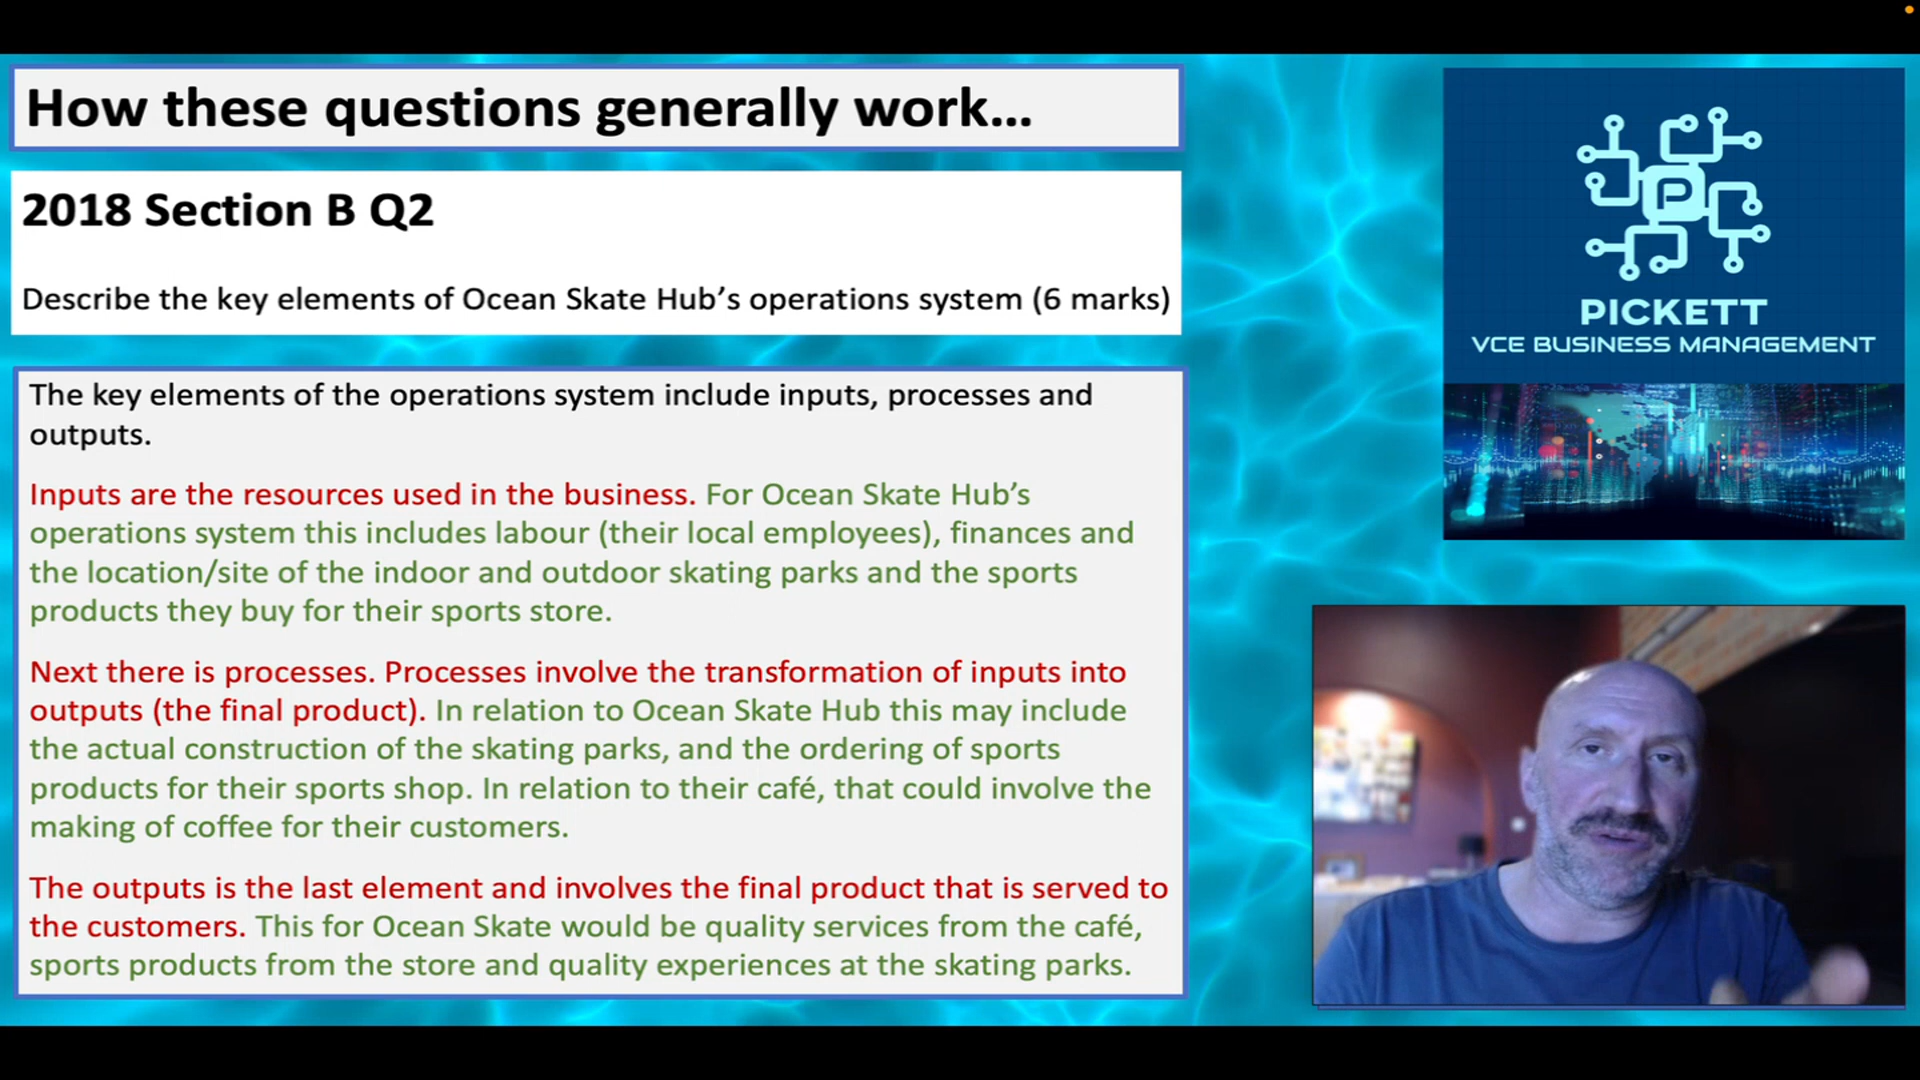 How these questions generally work...
2018 Section B Q2
Describe the key elements of Ocean Skate Hub's operations system (6 marks)
The key elements of the operations system include inputs, processes and
outputs.
Inputs are the resources used in the business. For Ocean Skate Hub's
operations system this includes labour (their local employees), finances and
the location/site of the indoor and outdoor skating parks and the sports
products they buy for their sports store.
Next there is processes. Processes involve the transformation of inputs into
outputs (the final product). In relation to Ocean Skate Hub this may include
the actual construction of the skating parks, and the ordering of sports
products for their sports shop. In relation to their café, that could involve the
making of coffee for their customers.
The outputs is the last element and involves the final product that is served to
the customers. This for Ocean Skate would be quality services from the café,
sports products from the store and quality experiences at the skating parks.
P
PICKETT
VCE BUSINESS MANAGEMENT